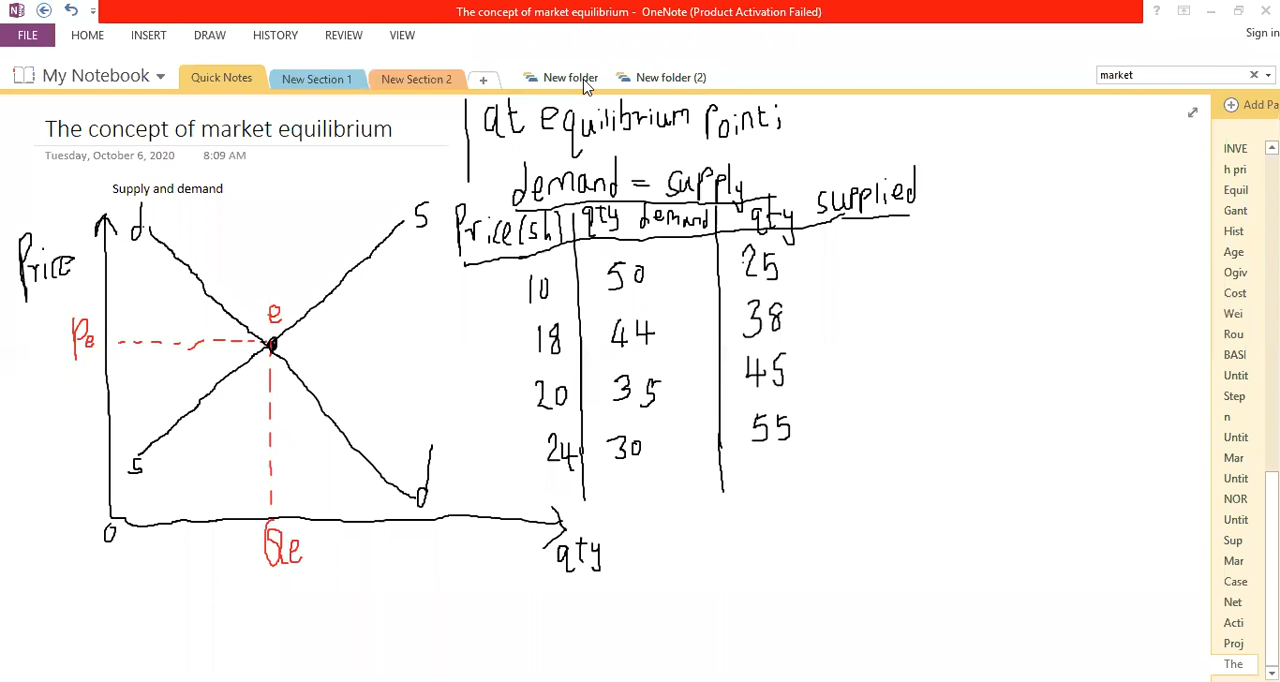 The concept of market equilibrium - OneNote (Product Activation Failed)
?
FILE HOME INSERT DRAW HISTORY REVIEW VIEW
Sign in
My Notebook Quick Notes New Section 1 New Section 2 + New folder New folder (2)
market
Add Pa
The concept of market equilibrium
Tuesday, October 6, 2020 8:09 AM
Supply and demand
at equilibrium point;
demand = supply
Price(sh) qty demand qty supplied
10 50 25
18 44 38
20 35 45
24 30 55
Price
d S
e
Pe
S d
0
Qe
qty
INVE
h pri
Equil
Gant
Hist
Age
Ogiv
Cost
Wei
Rou
BASI
Untit
Step
n
Untit
Mar
Untit
NOR
Untit
Sup
Mar
Case
Net
Acti
Proj
The